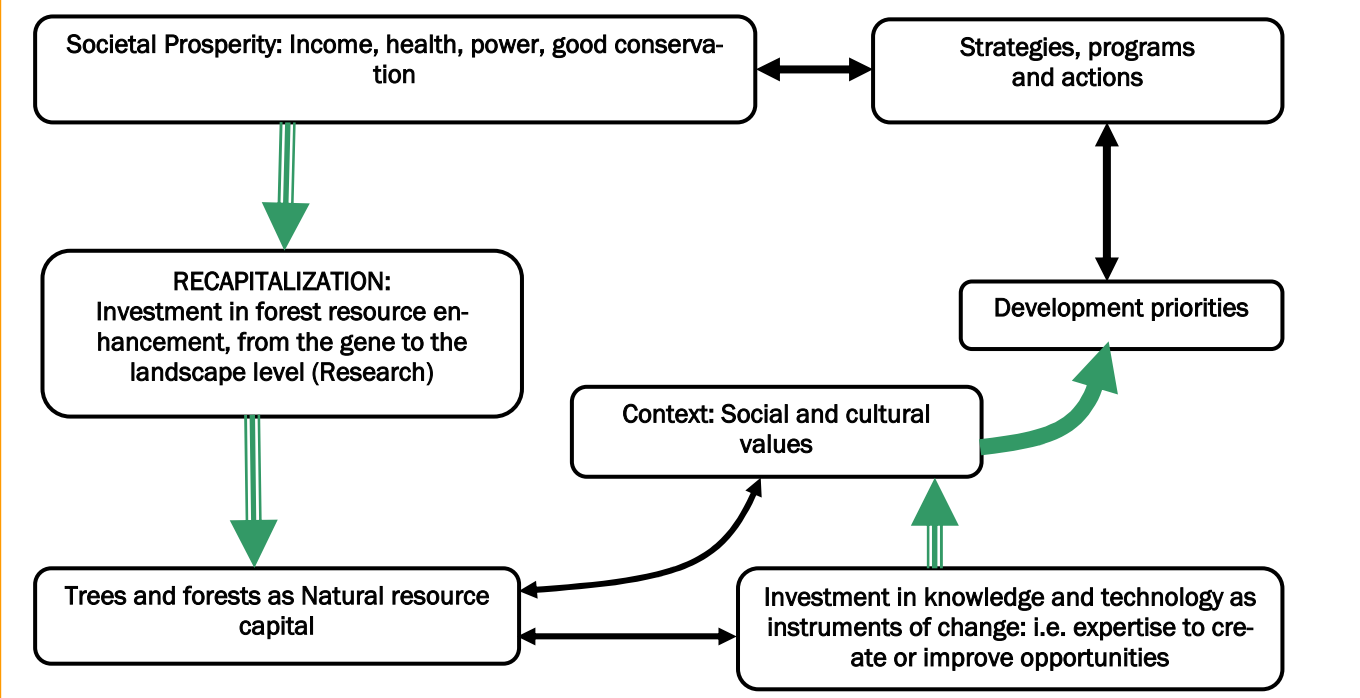 Societal Prosperity: Income, health, power, good conserva-
tion
Strategies, programs
and actions
RECAPITALIZATION:
Investment in forest resource en-
hancement, from the gene to the
landscape level (Research)
Development priorities
Context: Social and cultural
values
Trees and forests as Natural resource
capital
Investment in knowledge and technology as
instruments of change: i.e. expertise to cre-
ate or improve opportunities